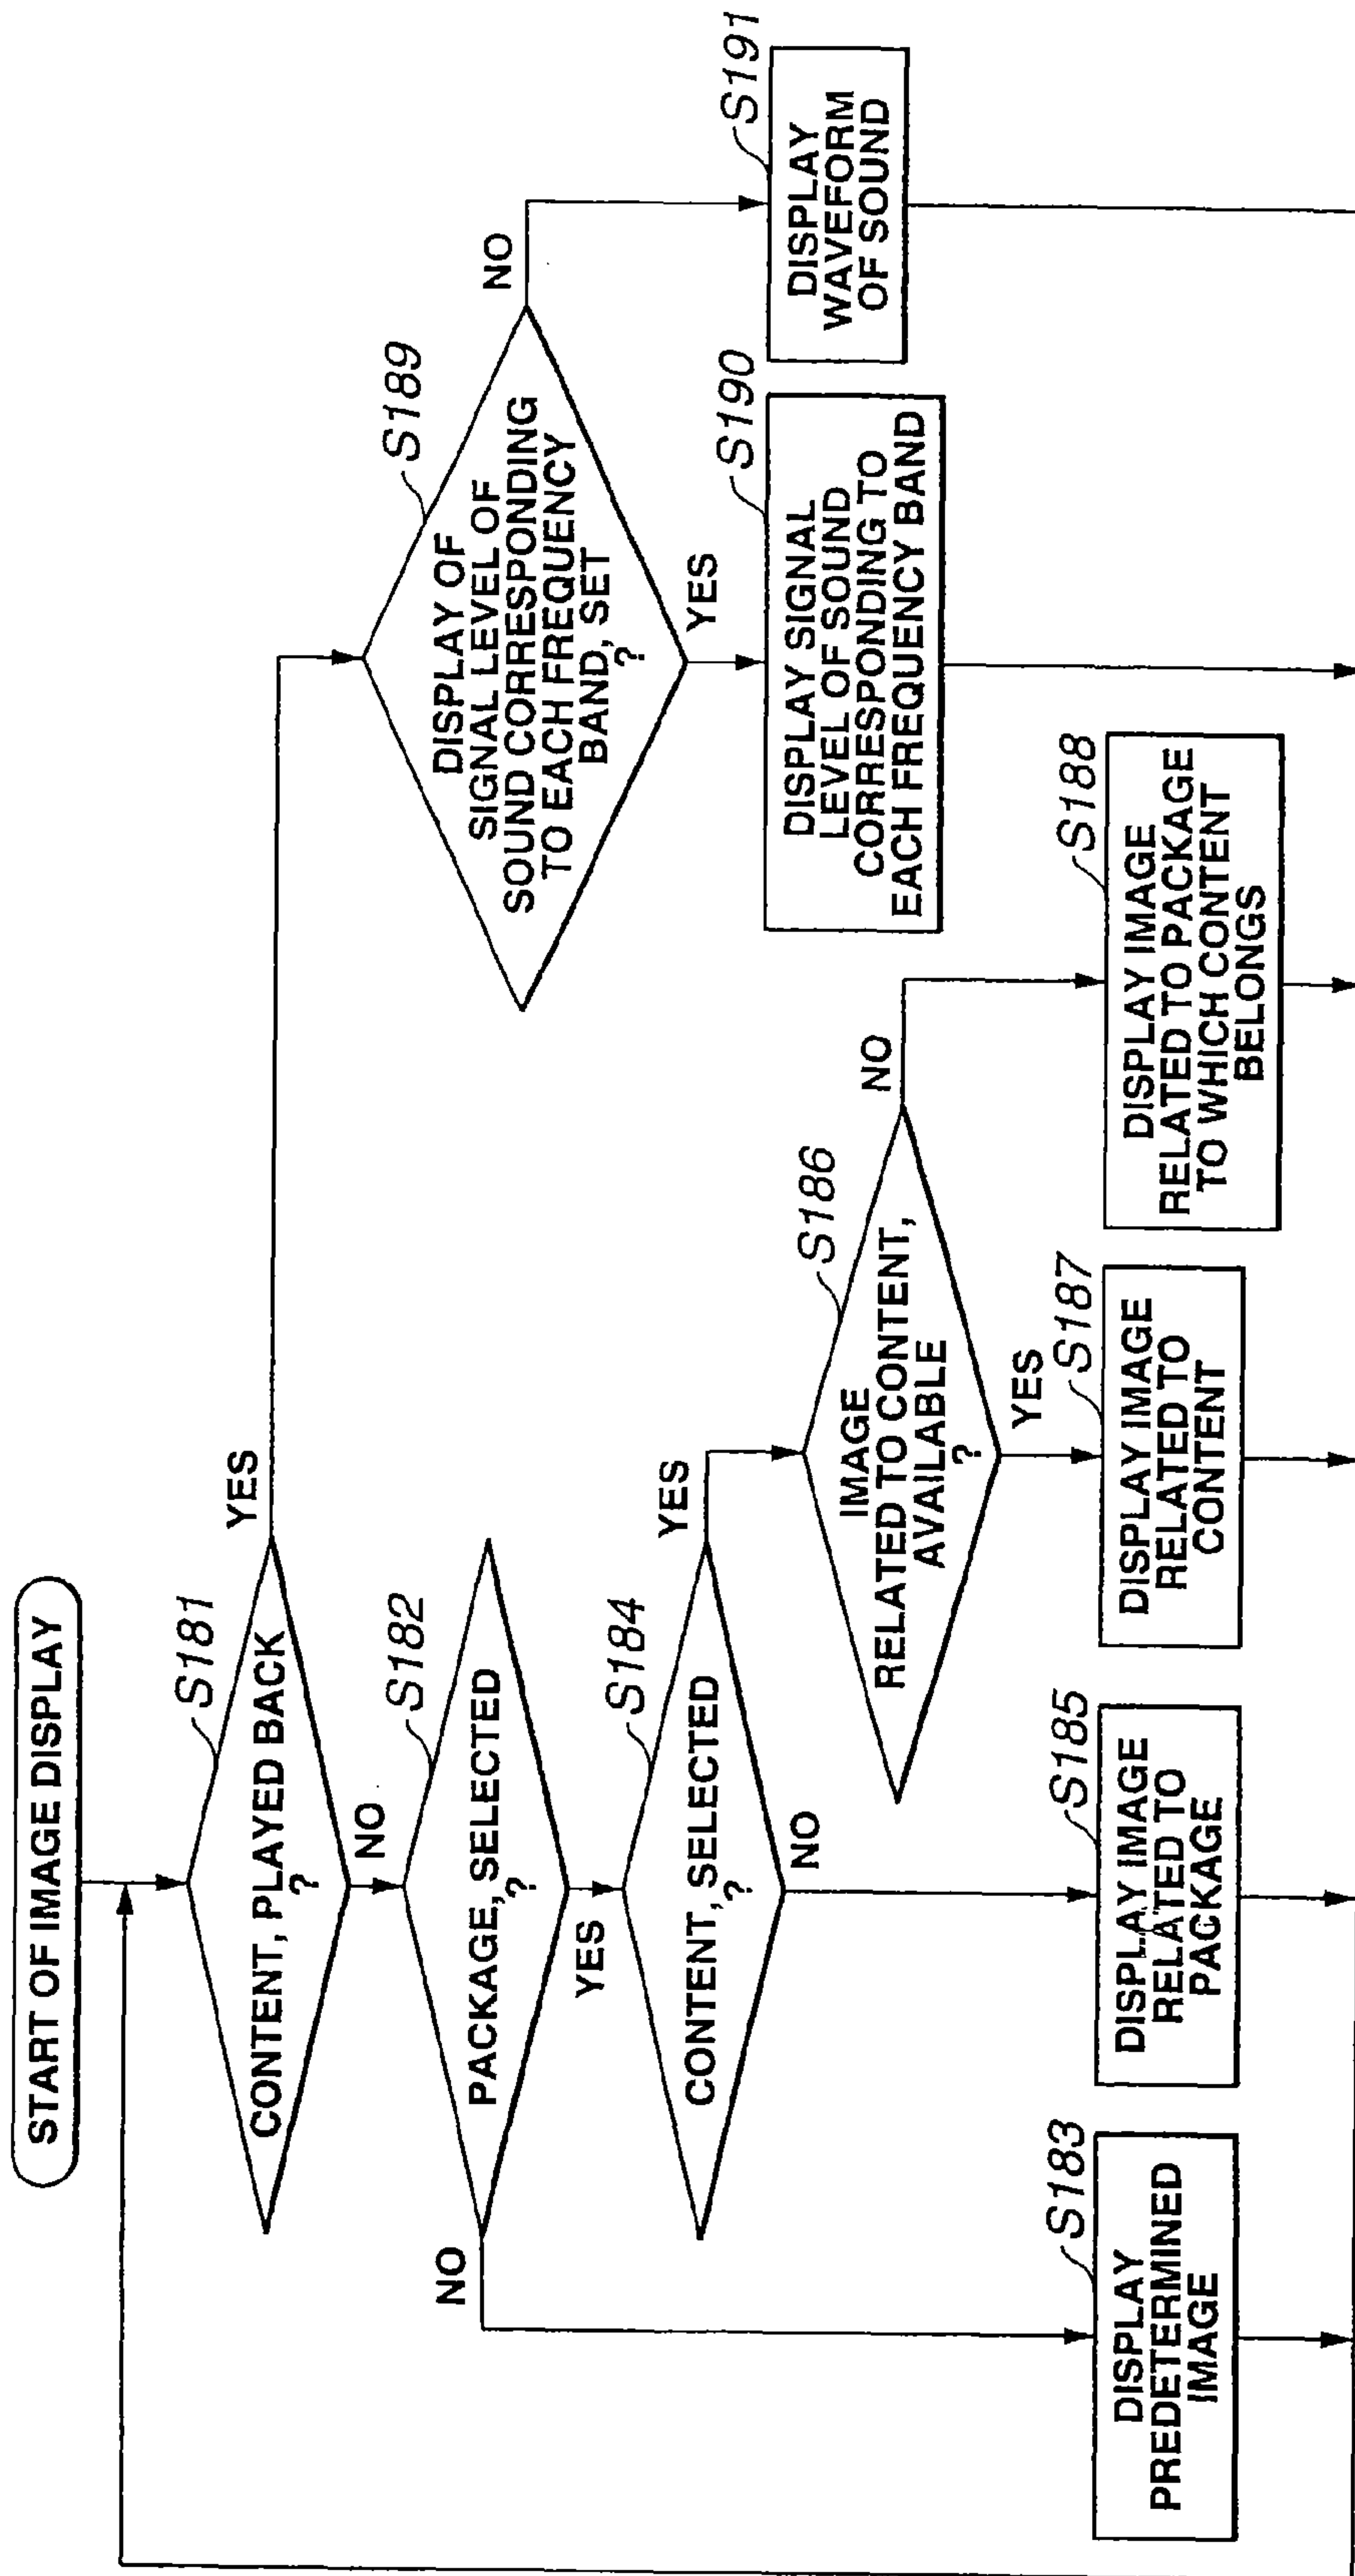 START OF IMAGE DISPLAY
S181
CONTENT, PLAYED BACK
?
YES
NO
S182
PACKAGE, SELECTED
?
NO
YES
S184
CONTENT, SELECTED
?
YES
NO
S183
DISPLAY
PREDETERMINED
IMAGE
S185
DISPLAY IMAGE
RELATED TO
PACKAGE
S186
IMAGE
RELATED TO CONTENT,
AVAILABLE
?
NO
YES
S187
DISPLAY IMAGE
RELATED TO
CONTENT
S188
DISPLAY IMAGE
RELATED TO PACKAGE
TO WHICH CONTENT
BELONGS
S189
DISPLAY OF
SIGNAL LEVEL OF
SOUND CORRESPONDING
TO EACH FREQUENCY
BAND, SET
?
NO
YES
S190
DISPLAY SIGNAL
LEVEL OF SOUND
CORRESPONDING TO
EACH FREQUENCY BAND
S191
DISPLAY
WAVEFORM
OF SOUND